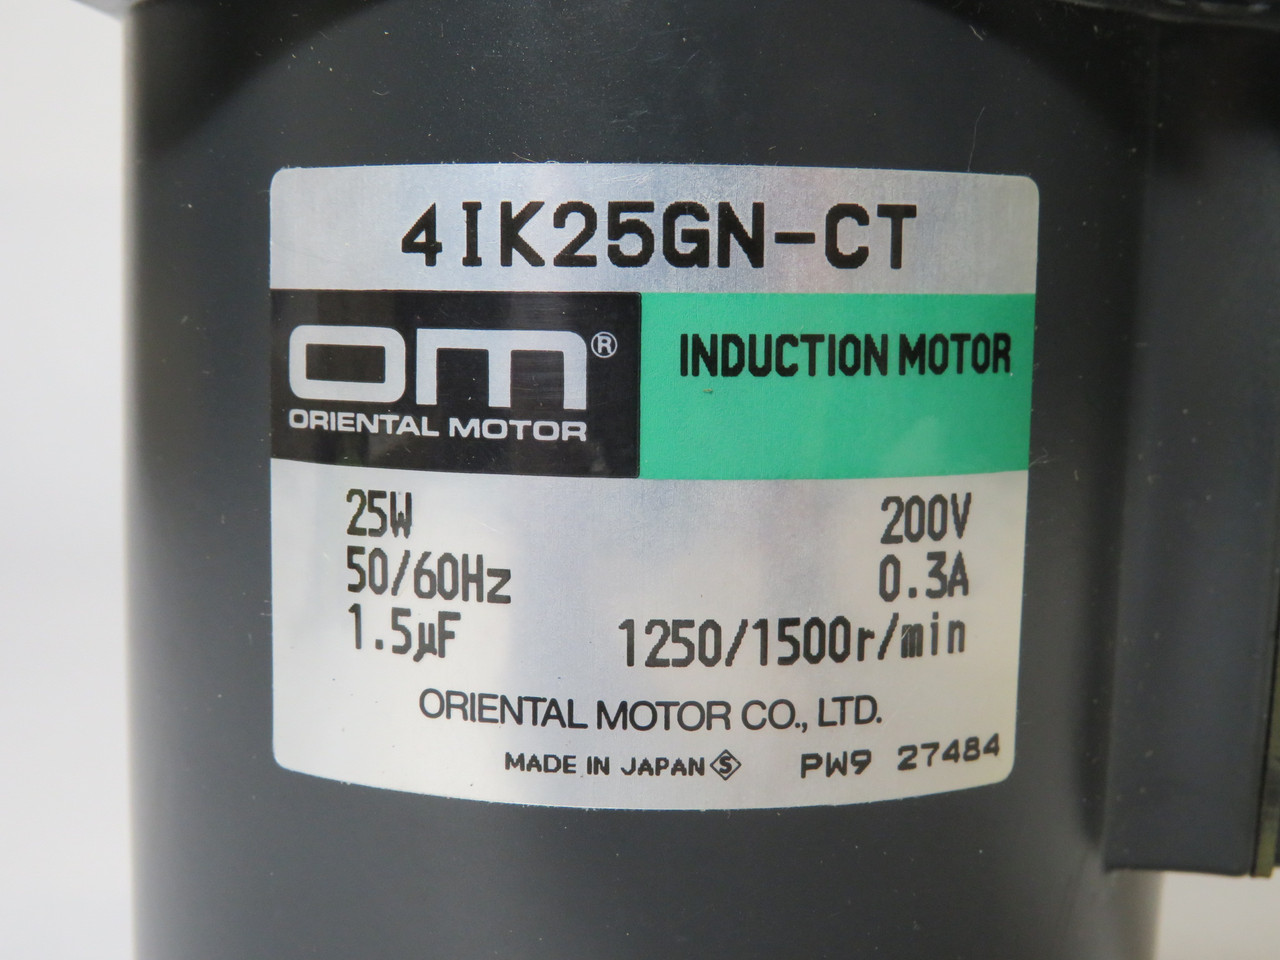 4IK25GN-CT
OM®
ORIENTAL MOTOR
INDUCTION MOTOR
25W 200V
50/60Hz 0.3A
1.5μF 1250/1500r/min
ORIENTAL MOTOR CO., LTD.
MADE IN JAPAN S PW9 27484